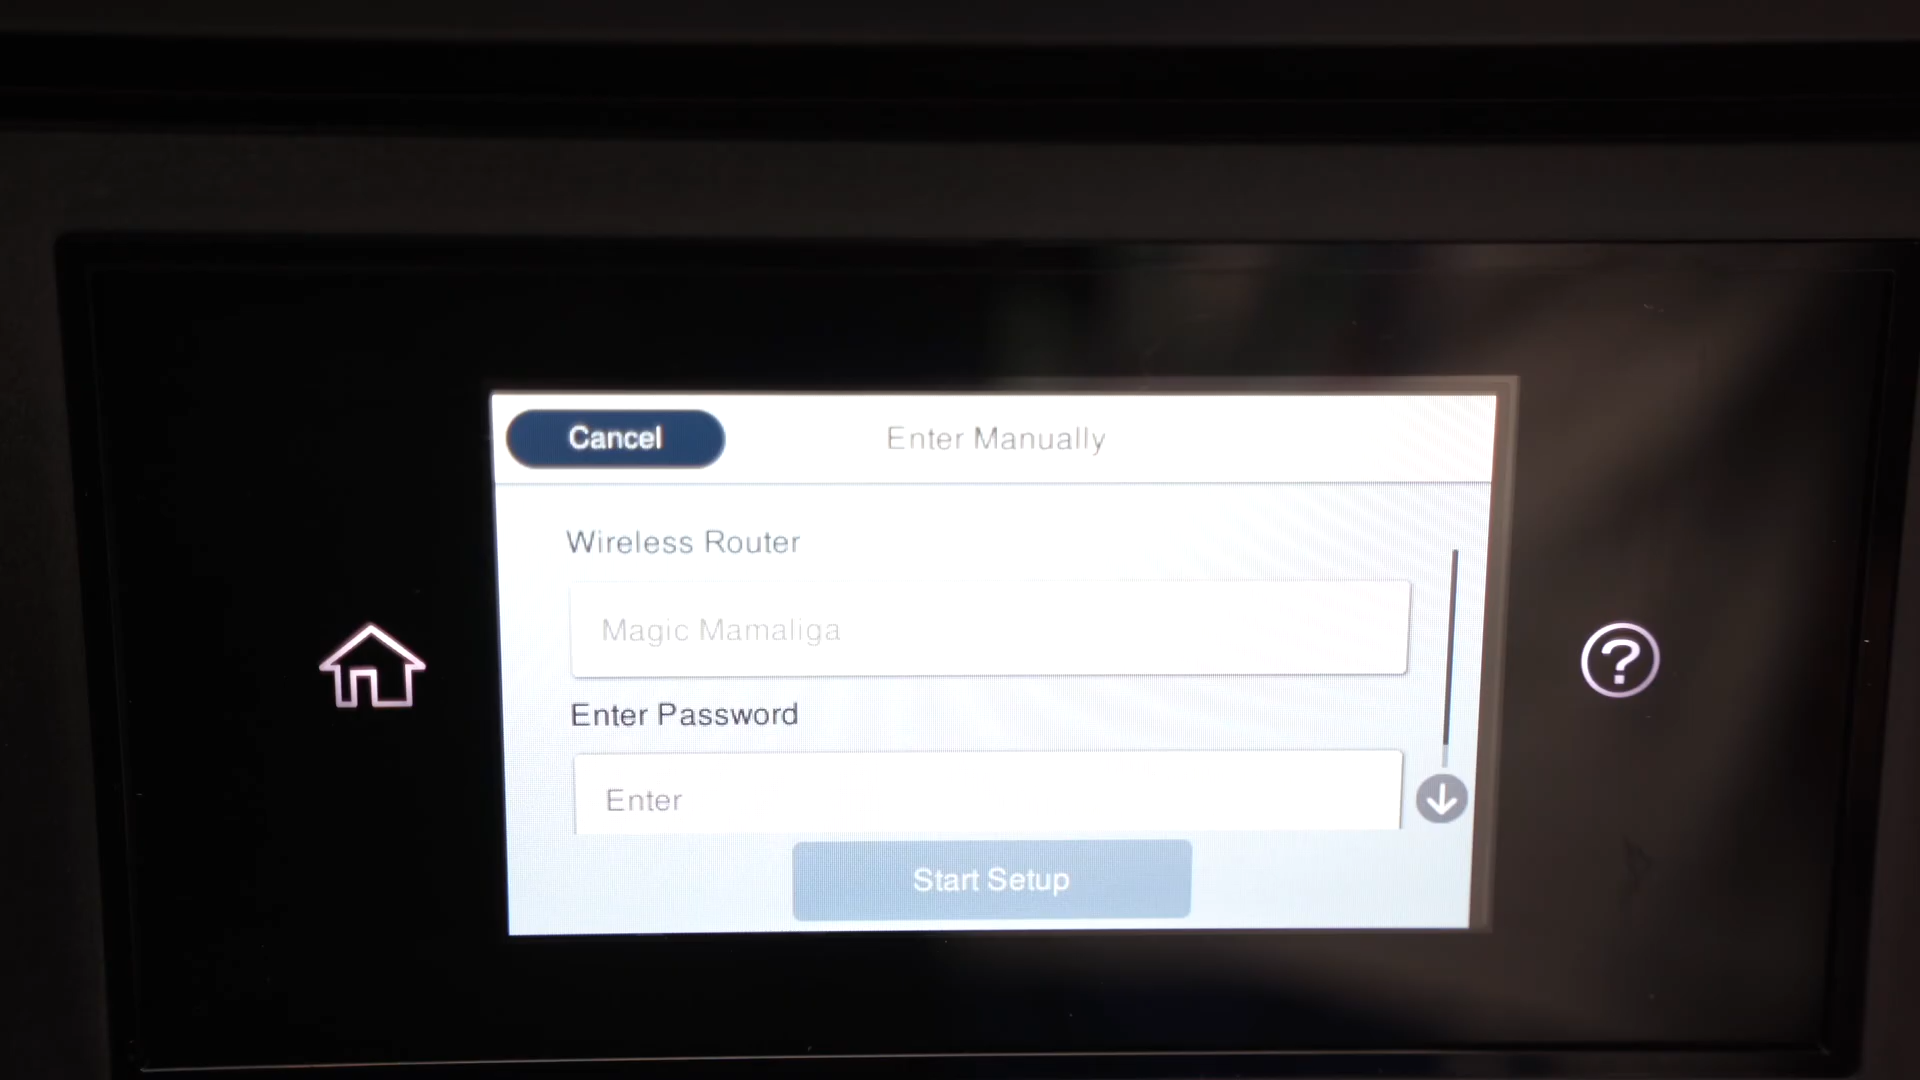 Cancel
Enter Manually
Wireless Router
Magic Mamaliga
Enter Password
Enter
Start Setup
?